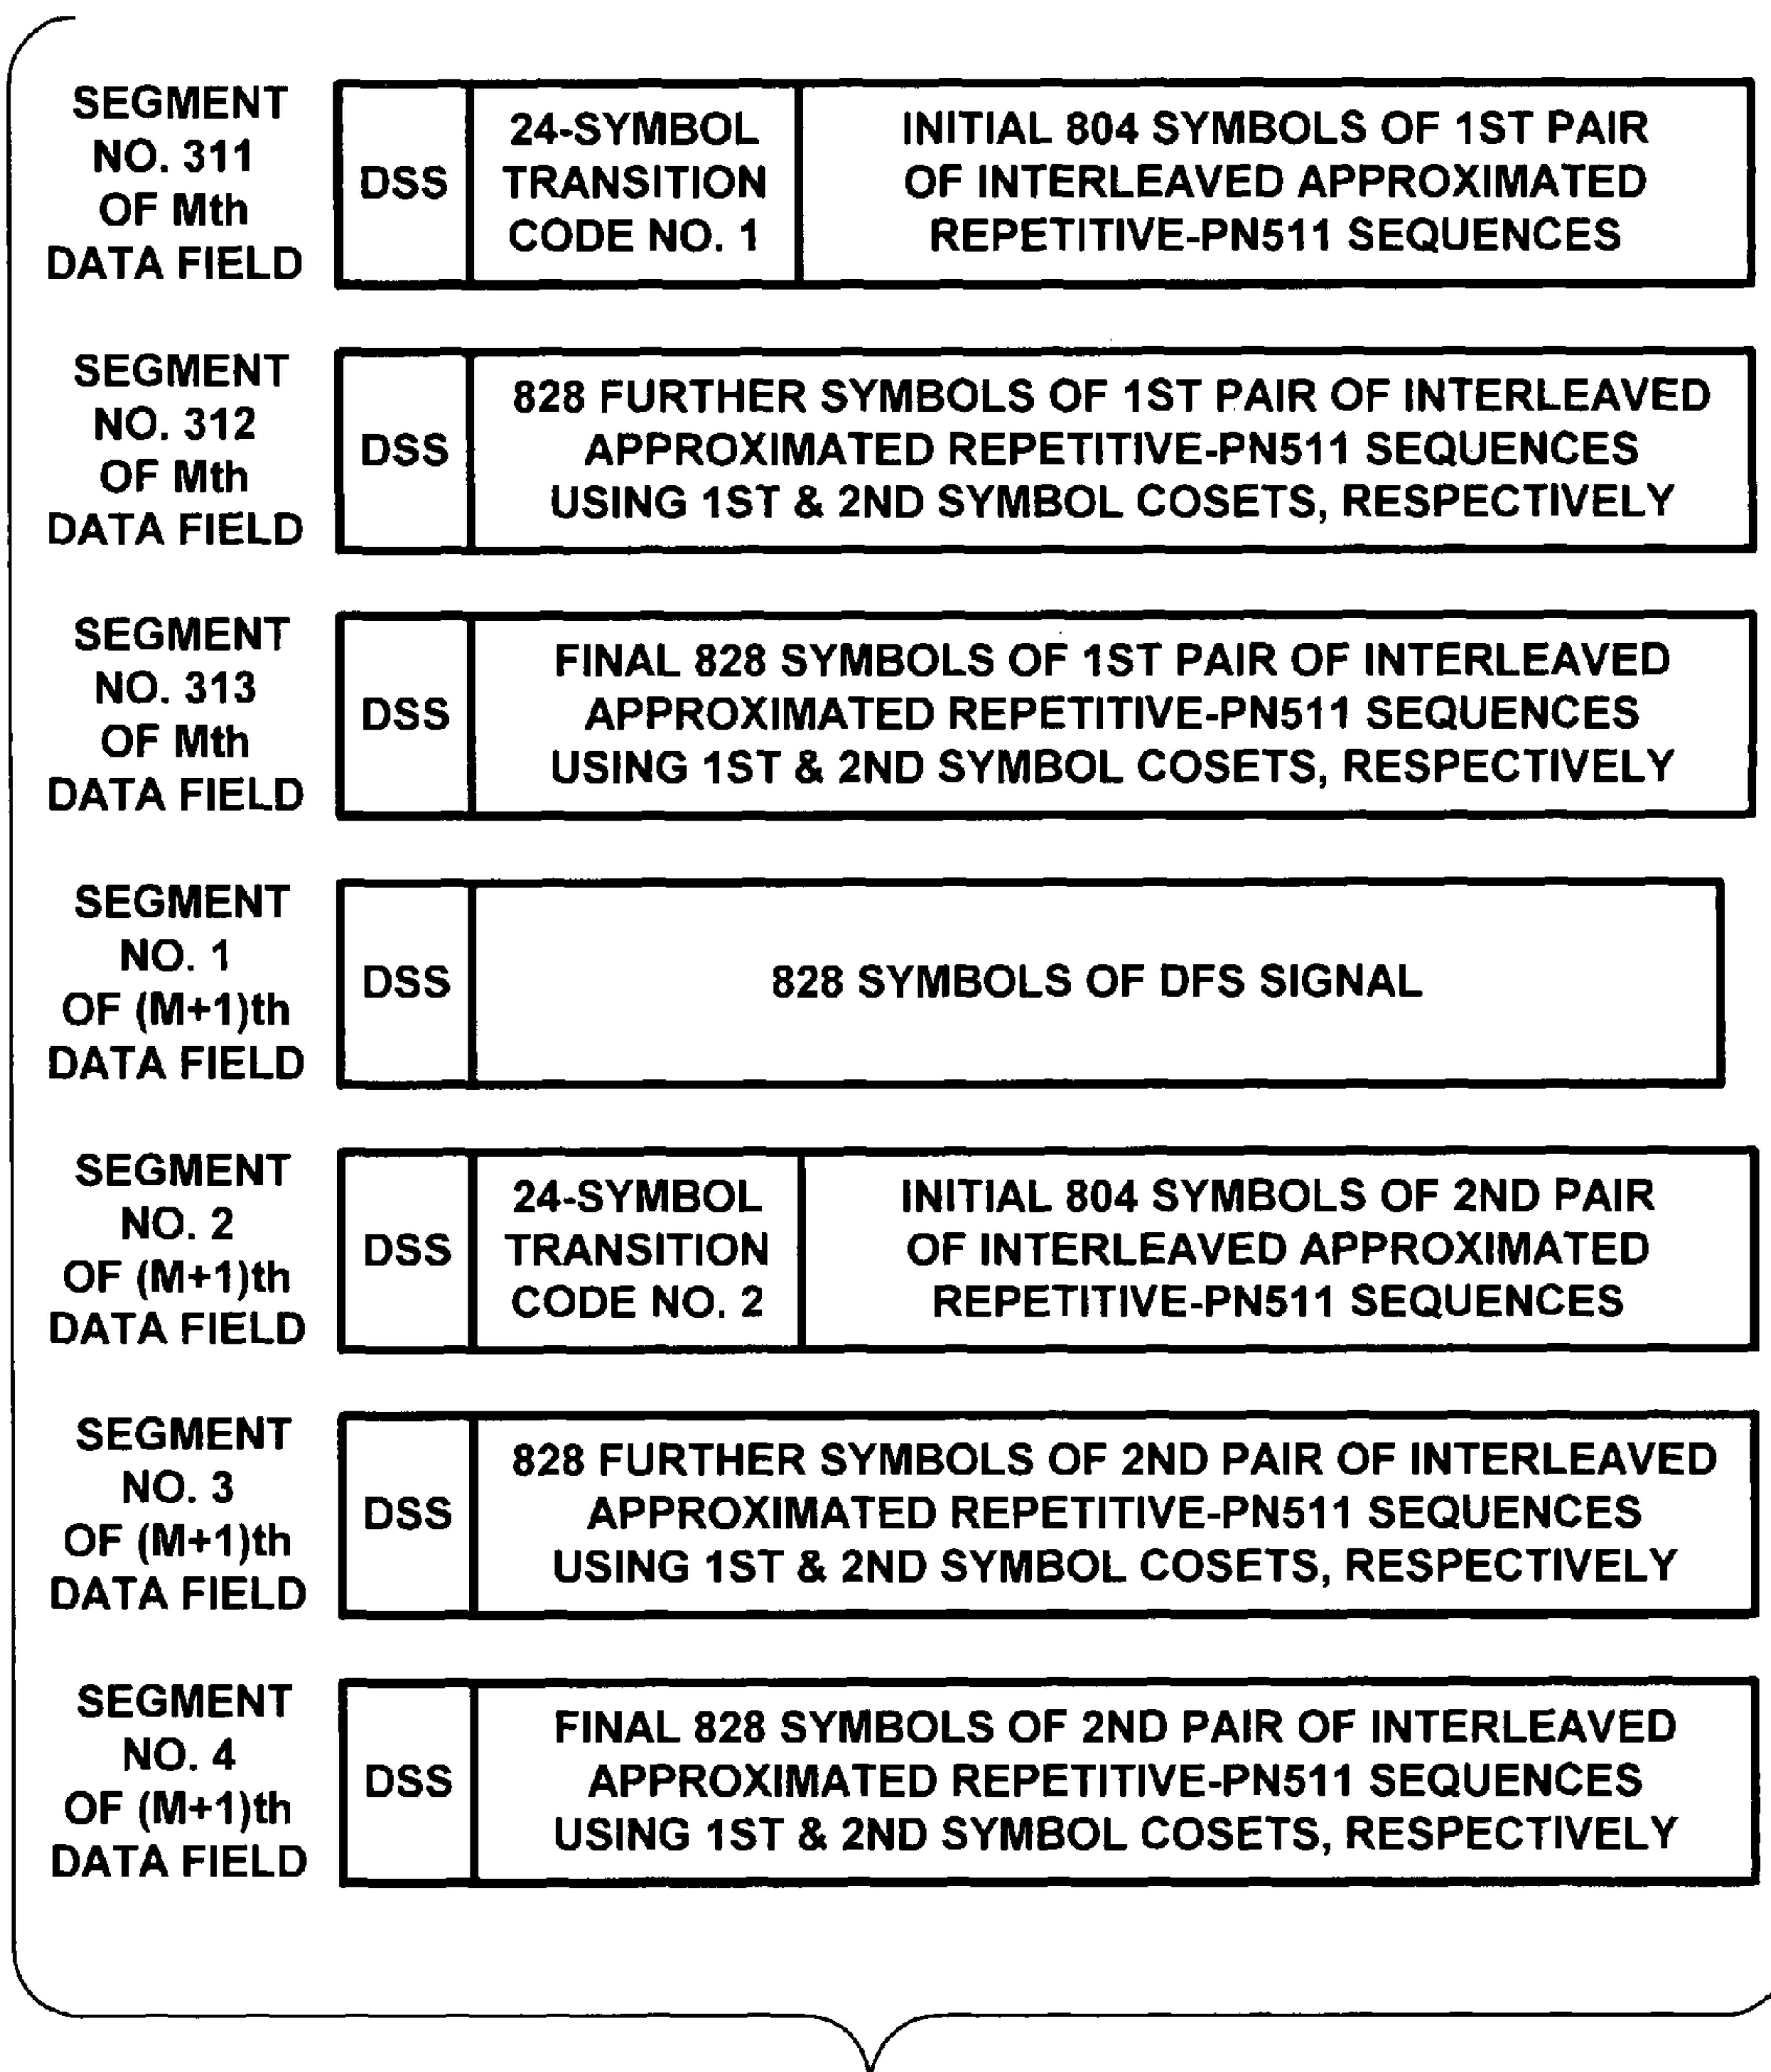 SEGMENT
NO. 311
OF Mth
DATA FIELD
DSS
24-SYMBOL
TRANSITION
CODE NO. 1
INITIAL 804 SYMBOLS OF 1ST PAIR
OF INTERLEAVED APPROXIMATED
REPETITIVE-PN511 SEQUENCES
SEGMENT
NO. 312
OF Mth
DATA FIELD
DSS
828 FURTHER SYMBOLS OF 1ST PAIR OF INTERLEAVED
APPROXIMATED REPETITIVE-PN511 SEQUENCES
USING 1ST & 2ND SYMBOL COSETS, RESPECTIVELY
SEGMENT
NO. 313
OF Mth
DATA FIELD
DSS
FINAL 828 SYMBOLS OF 1ST PAIR OF INTERLEAVED
APPROXIMATED REPETITIVE-PN511 SEQUENCES
USING 1ST & 2ND SYMBOL COSETS, RESPECTIVELY
SEGMENT
NO. 1
OF (M+1)th
DATA FIELD
DSS
828 SYMBOLS OF DFS SIGNAL
SEGMENT
NO. 2
OF (M+1)th
DATA FIELD
DSS
24-SYMBOL
TRANSITION
CODE NO. 2
INITIAL 804 SYMBOLS OF 2ND PAIR
OF INTERLEAVED APPROXIMATED
REPETITIVE-PN511 SEQUENCES
SEGMENT
NO. 3
OF (M+1)th
DATA FIELD
DSS
828 FURTHER SYMBOLS OF 2ND PAIR OF INTERLEAVED
APPROXIMATED REPETITIVE-PN511 SEQUENCES
USING 1ST & 2ND SYMBOL COSETS, RESPECTIVELY
SEGMENT
NO. 4
OF (M+1)th
DATA FIELD
DSS
FINAL 828 SYMBOLS OF 2ND PAIR OF INTERLEAVED
APPROXIMATED REPETITIVE-PN511 SEQUENCES
USING 1ST & 2ND SYMBOL COSETS, RESPECTIVELY